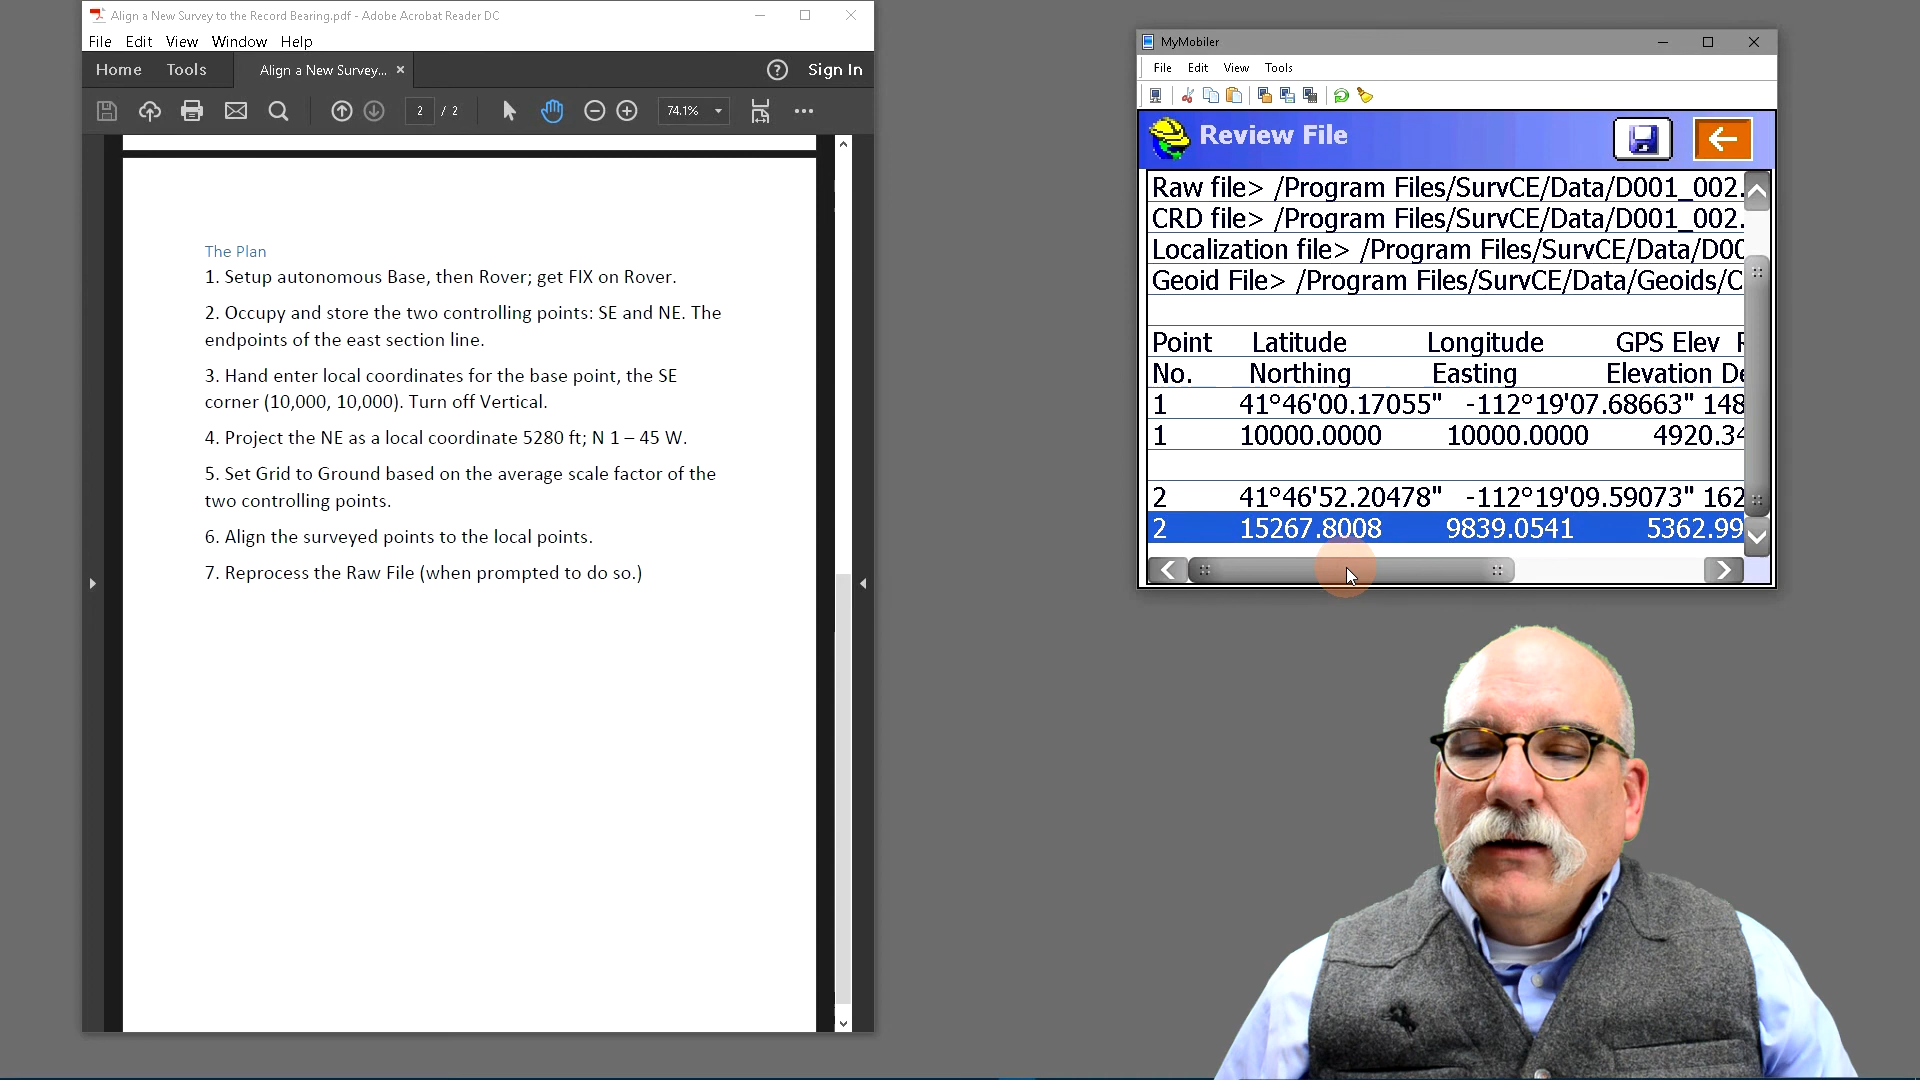 Align a New Survey to the Record Bearing.pdf - Adobe Acrobat Reader DC
File Edit View Window Help
Home Tools Align a New Survey... × Sign In
2 / 2 74.1%
The Plan
1. Setup autonomous Base, then Rover; get FIX on Rover.
2. Occupy and store the two controlling points: SE and NE. The
endpoints of the east section line.
3. Hand enter local coordinates for the base point, the SE
corner (10,000, 10,000). Turn off Vertical.
4. Project the NE as a local coordinate 5280 ft; N 1 – 45 W.
5. Set Grid to Ground based on the average scale factor of the
two controlling points.
6. Align the surveyed points to the local points.
7. Reprocess the Raw File (when prompted to do so.)
MyMobiler
File Edit View Tools
Review File
Raw file> /Program Files/SurvCE/Data/D001_002.
CRD file> /Program Files/SurvCE/Data/D001_002.
Localization file> /Program Files/SurvCE/Data/D00
Geoid File> /Program Files/SurvCE/Data/Geoids/C
Point Latitude Longitude GPS Elev
No. Northing Easting Elevation De
1 41°46'00.17055" -112°19'07.68663" 148
1 10000.0000 10000.0000 4920.34
2 41°46'52.20478" -112°19'09.59073" 162
2 15267.8008 9839.0541 5362.99